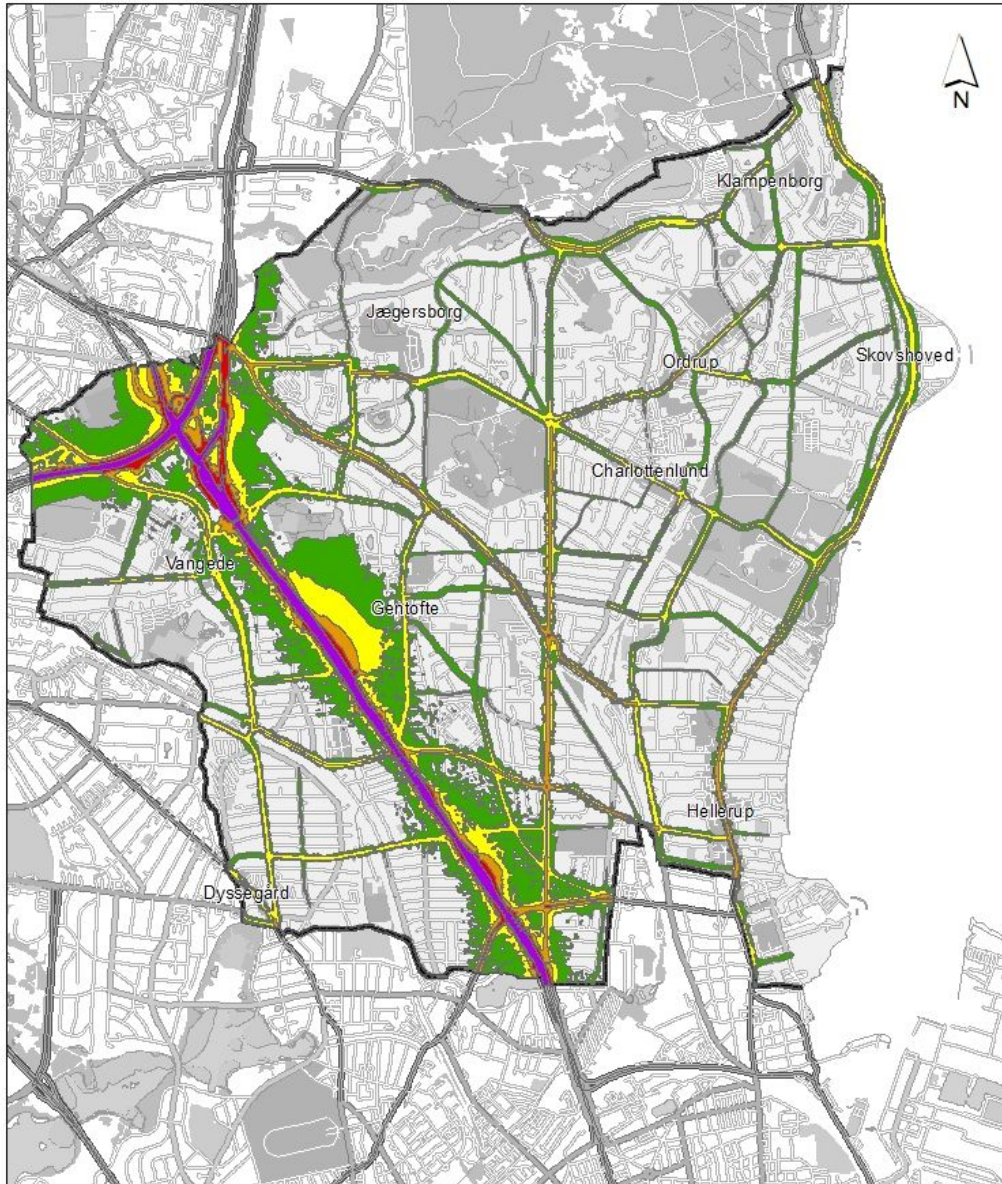 N
Klampenborg
Jægersborg
Ordrup
Skovshoved
Charlottenlund
Vangede
Gentofte
Hellerup
Dyssegård